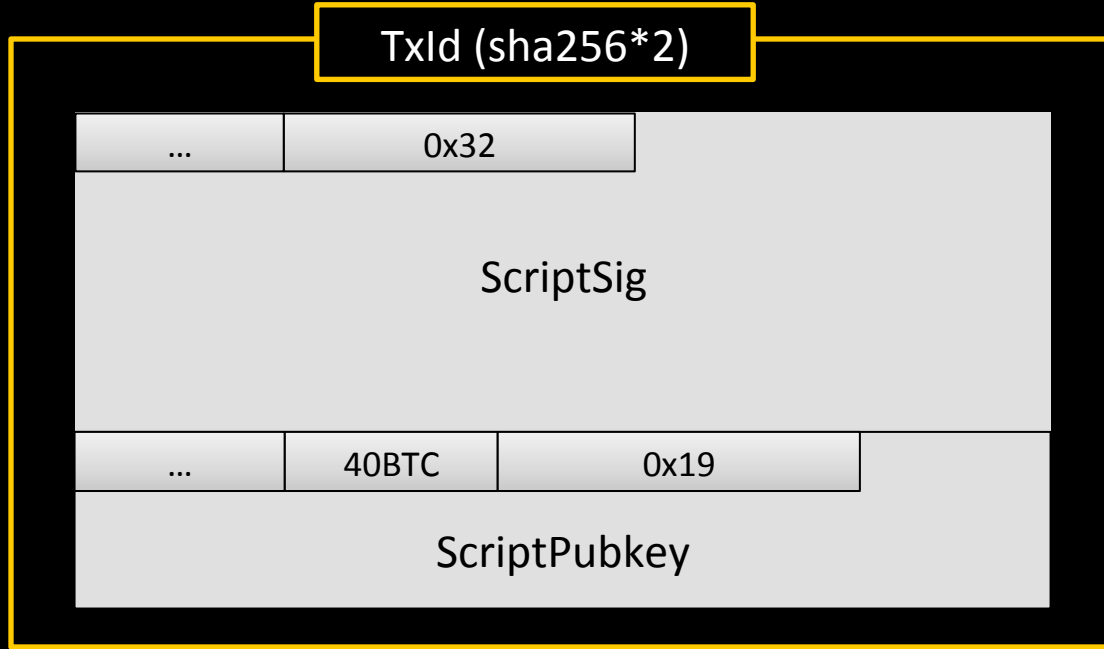 TxId (sha256*2)
... 0x32
ScriptSig
... 40BTC 0x19
ScriptPubkey